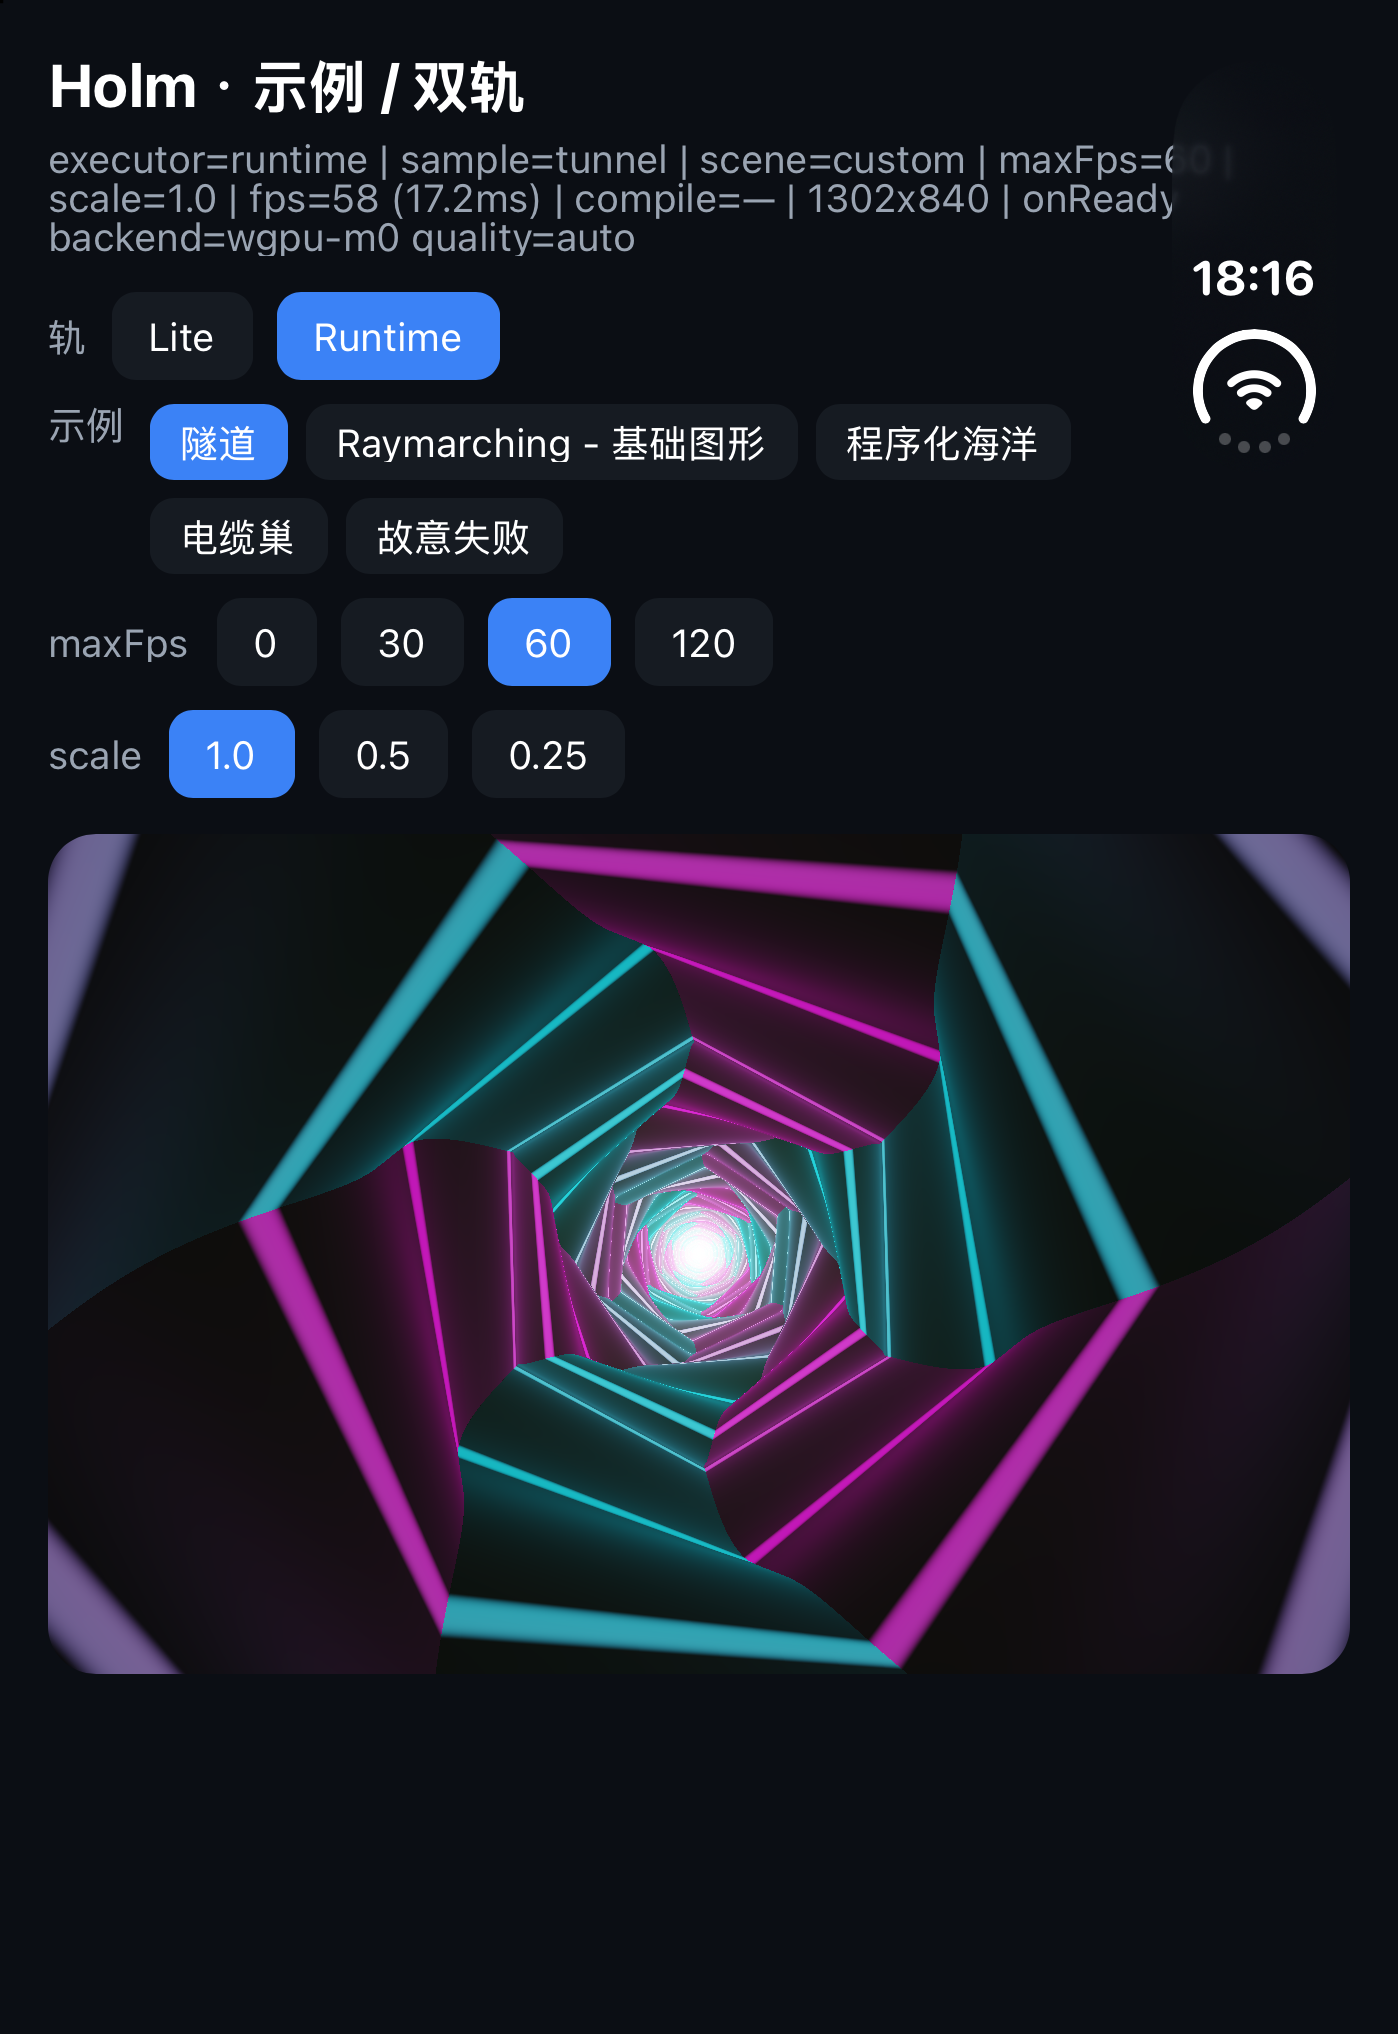 Holm · 示例 / 双轨
executor=runtime | sample=tunnel | scene=custom | maxFps=60 |
scale=1.0 | fps=58 (17.2ms) | compile=— | 1302x840 | onReady
backend=wgpu-m0 quality=auto
18:16
轨 Lite Runtime
示例 隧道 Raymarching - 基础图形 程序化海洋
电缆巢 故意失败
maxFps 0 30 60 120
scale 1.0 0.5 0.25